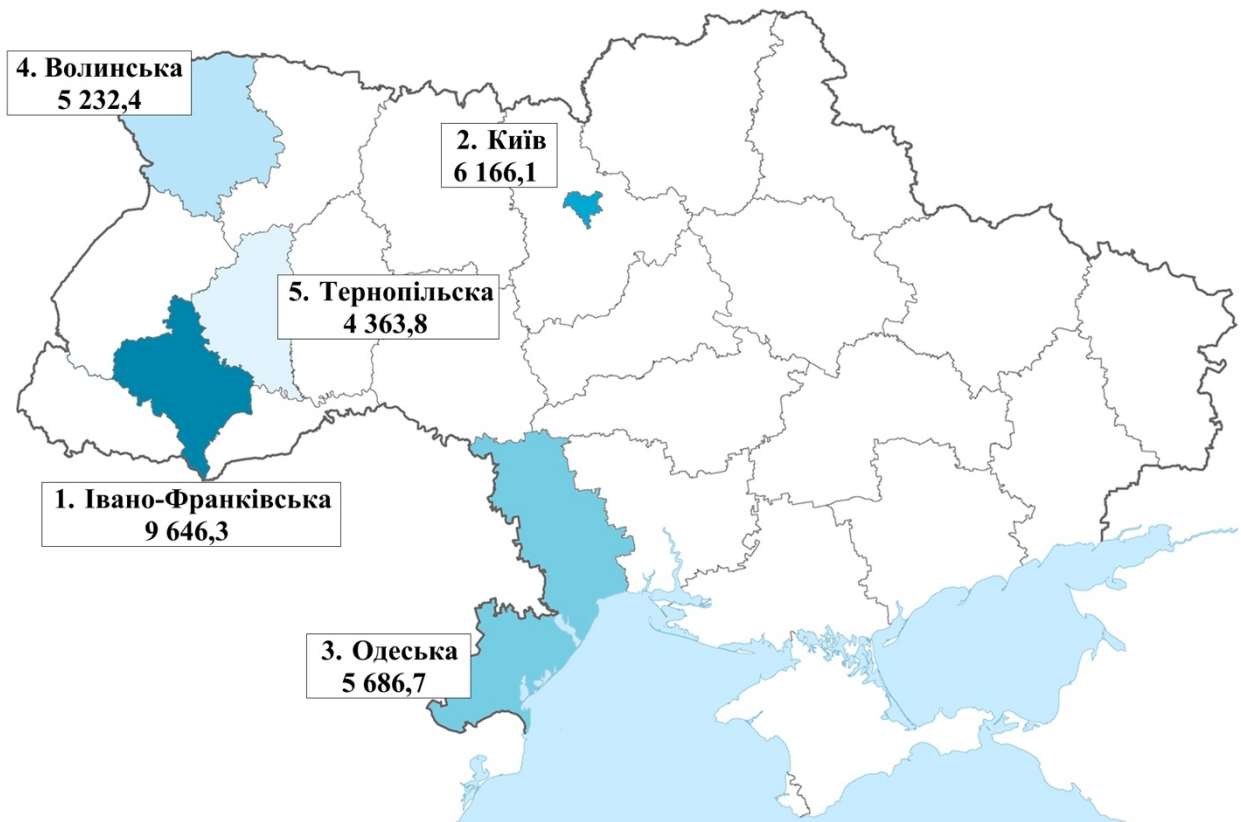 4. Волинська
5 232,4
2. Київ
6 166,1
5. Тернопільска
4 363,8
1. Івано-Франківська
9 646,3
3. Одеська
5 686,7